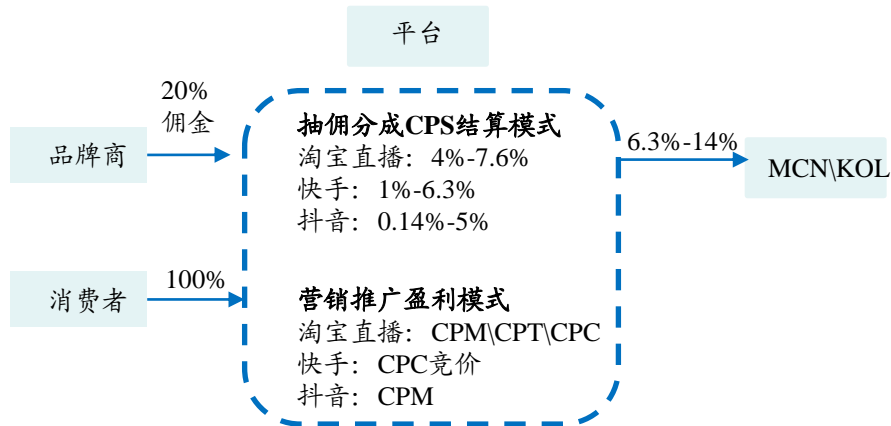 平台
20%
佣金
品牌商
抽佣分成CPS结算模式
淘宝直播：4%-7.6%
快手：1%-6.3%
抖音：0.14%-5%
6.3%-14%
MCN\KOL
消费者
100%
营销推广盈利模式
淘宝直播：CPM\CPT\CPC
快手：CPC竞价
抖音：CPM